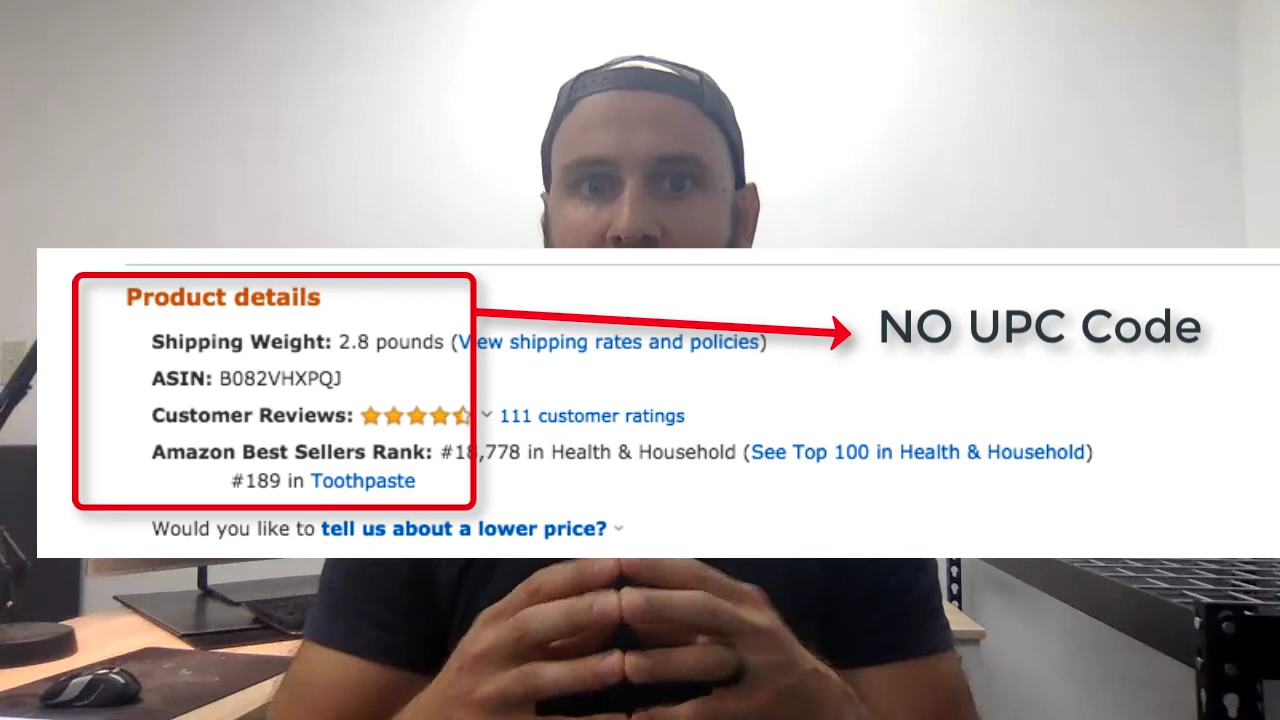 Product details
NO UPC Code
Shipping Weight: 2.8 pounds (View shipping rates and policies)
ASIN: B082VHXPQJ
Customer Reviews: 111 customer ratings
Amazon Best Sellers Rank: #18,778 in Health & Household (See Top 100 in Health & Household)
#189 in Toothpaste
Would you like to tell us about a lower price?